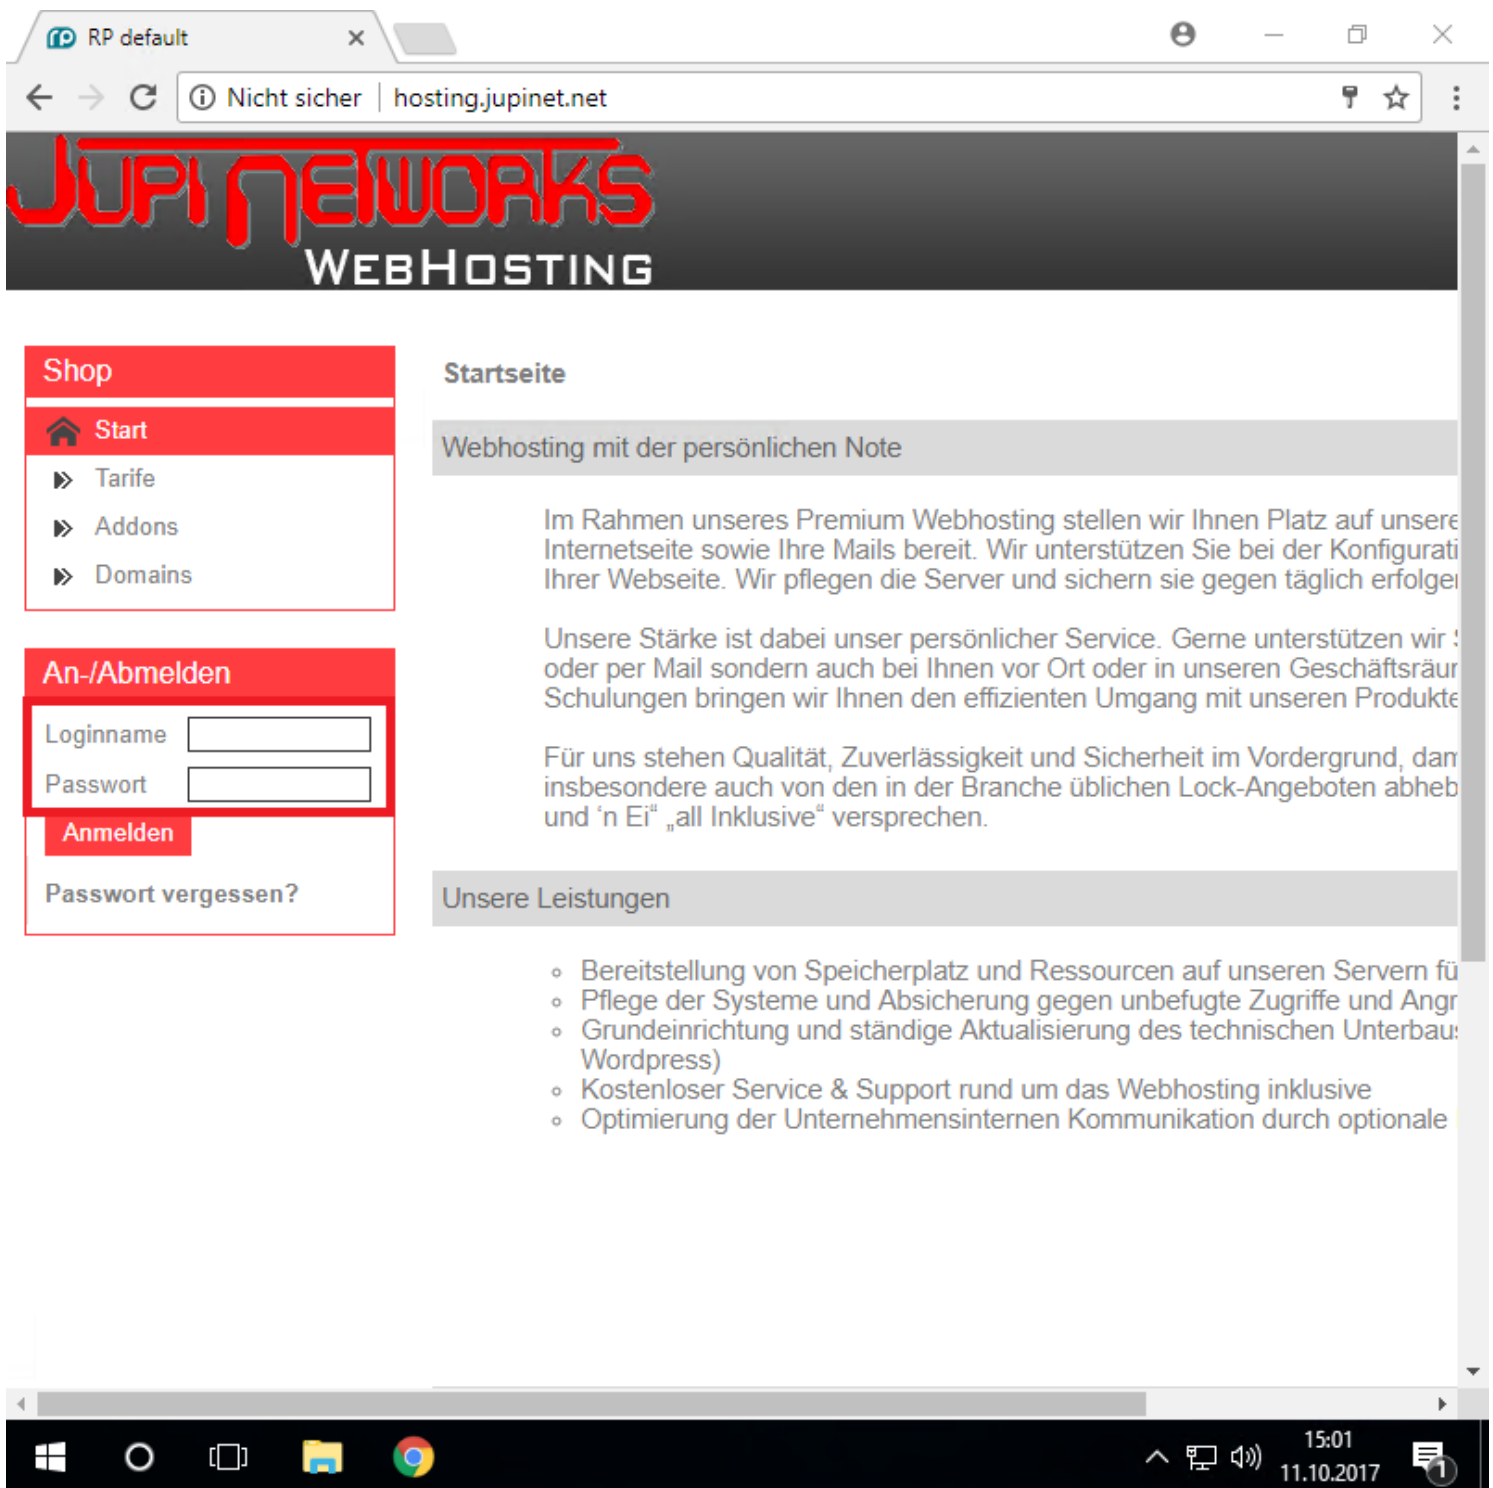 RP default
Nicht sicher | hosting.jupinet.net
JUPI NETWORKS
WEBHOSTING
Shop
Start
Tarife
Addons
Domains
An-/Abmelden
Loginname
Passwort
Anmelden
Passwort vergessen?
Startseite
Webhosting mit der persönlichen Note
Im Rahmen unseres Premium Webhosting stellen wir Ihnen Platz auf unsere
Internetseite sowie Ihre Mails bereit. Wir unterstützen Sie bei der Konfigurati
Ihrer Webseite. Wir pflegen die Server und sichern sie gegen täglich erfolge
Unsere Stärke ist dabei unser persönlicher Service. Gerne unterstützen wir
oder per Mail sondern auch bei Ihnen vor Ort oder in unseren Geschäftsräu
Schulungen bringen wir Ihnen den effizienten Umgang mit unseren Produkte
Für uns stehen Qualität, Zuverlässigkeit und Sicherheit im Vordergrund, dam
insbesondere auch von den in der Branche üblichen Lock-Angeboten abheb
und ‘n Ei“ „all Inklusive“ versprechen.
Unsere Leistungen
Bereitstellung von Speicherplatz und Ressourcen auf unseren Servern fü
Pflege der Systeme und Absicherung gegen unbefugte Zugriffe und Angr
Grundeinrichtung und ständige Aktualisierung des technischen Unterbau
Wordpress)
Kostenloser Service & Support rund um das Webhosting inklusive
Optimierung der Unternehmensinternen Kommunikation durch optionale
15:01
11.10.2017
1